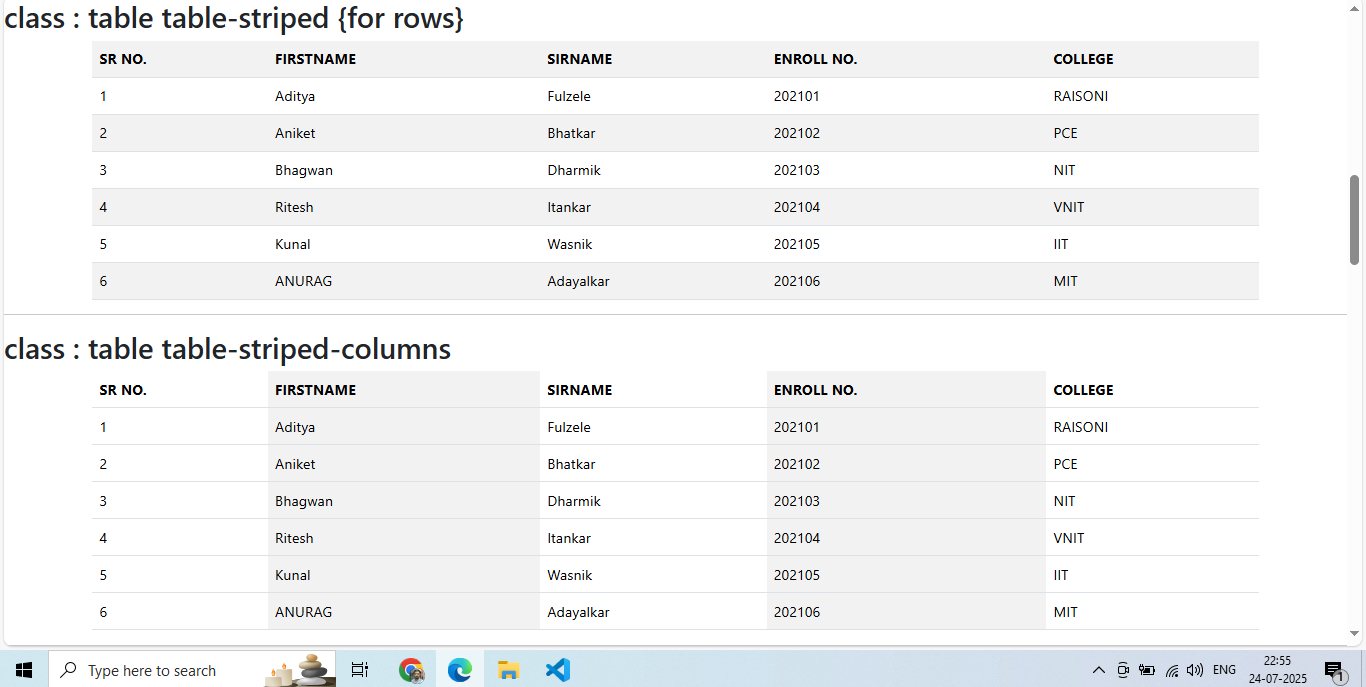 class : table table-striped {for rows}
SR NO. FIRSTNAME SIRNAME ENROLL NO. COLLEGE
1 Aditya Fulzele 202101 RAISONI
2 Aniket Bhatkar 202102 PCE
3 Bhagwan Dharmik 202103 NIT
4 Ritesh Itankar 202104 VNIT
5 Kunal Wasnik 202105 IIT
6 ANURAG Adayalkar 202106 MIT
class : table table-striped-columns
SR NO. FIRSTNAME SIRNAME ENROLL NO. COLLEGE
1 Aditya Fulzele 202101 RAISONI
2 Aniket Bhatkar 202102 PCE
3 Bhagwan Dharmik 202103 NIT
4 Ritesh Itankar 202104 VNIT
5 Kunal Wasnik 202105 IIT
6 ANURAG Adayalkar 202106 MIT
Type here to search
ENG
22:55
24-07-2025
1